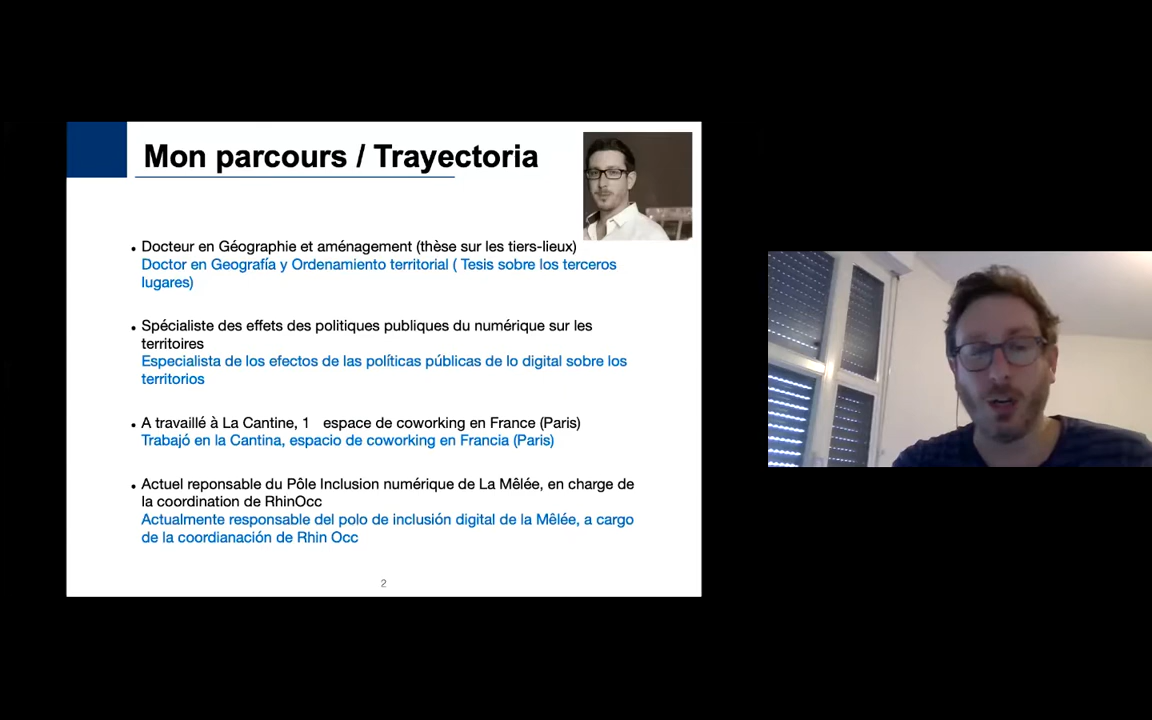 Mon parcours / Trayectoria
• Docteur en Géographie et aménagement (thèse sur les tiers-lieux)
Doctor en Geografía y Ordenamiento territorial ( Tesis sobre los terceros
lugares)
• Spécialiste des effets des politiques publiques du numérique sur les
territoires
Especialista de los efectos de las políticas públicas de lo digital sobre los
territorios
• A travaillé à La Cantine, 1 espace de coworking en France (Paris)
Trabajó en la Cantina, espacio de coworking en Francia (Paris)
• Actuel reponsable du Pôle Inclusion numérique de La Mêlée, en charge de
la coordination de RhinOcc
Actualmente responsable del polo de inclusión digital de la Mêlée, a cargo
de la coordianación de Rhin Occ
2